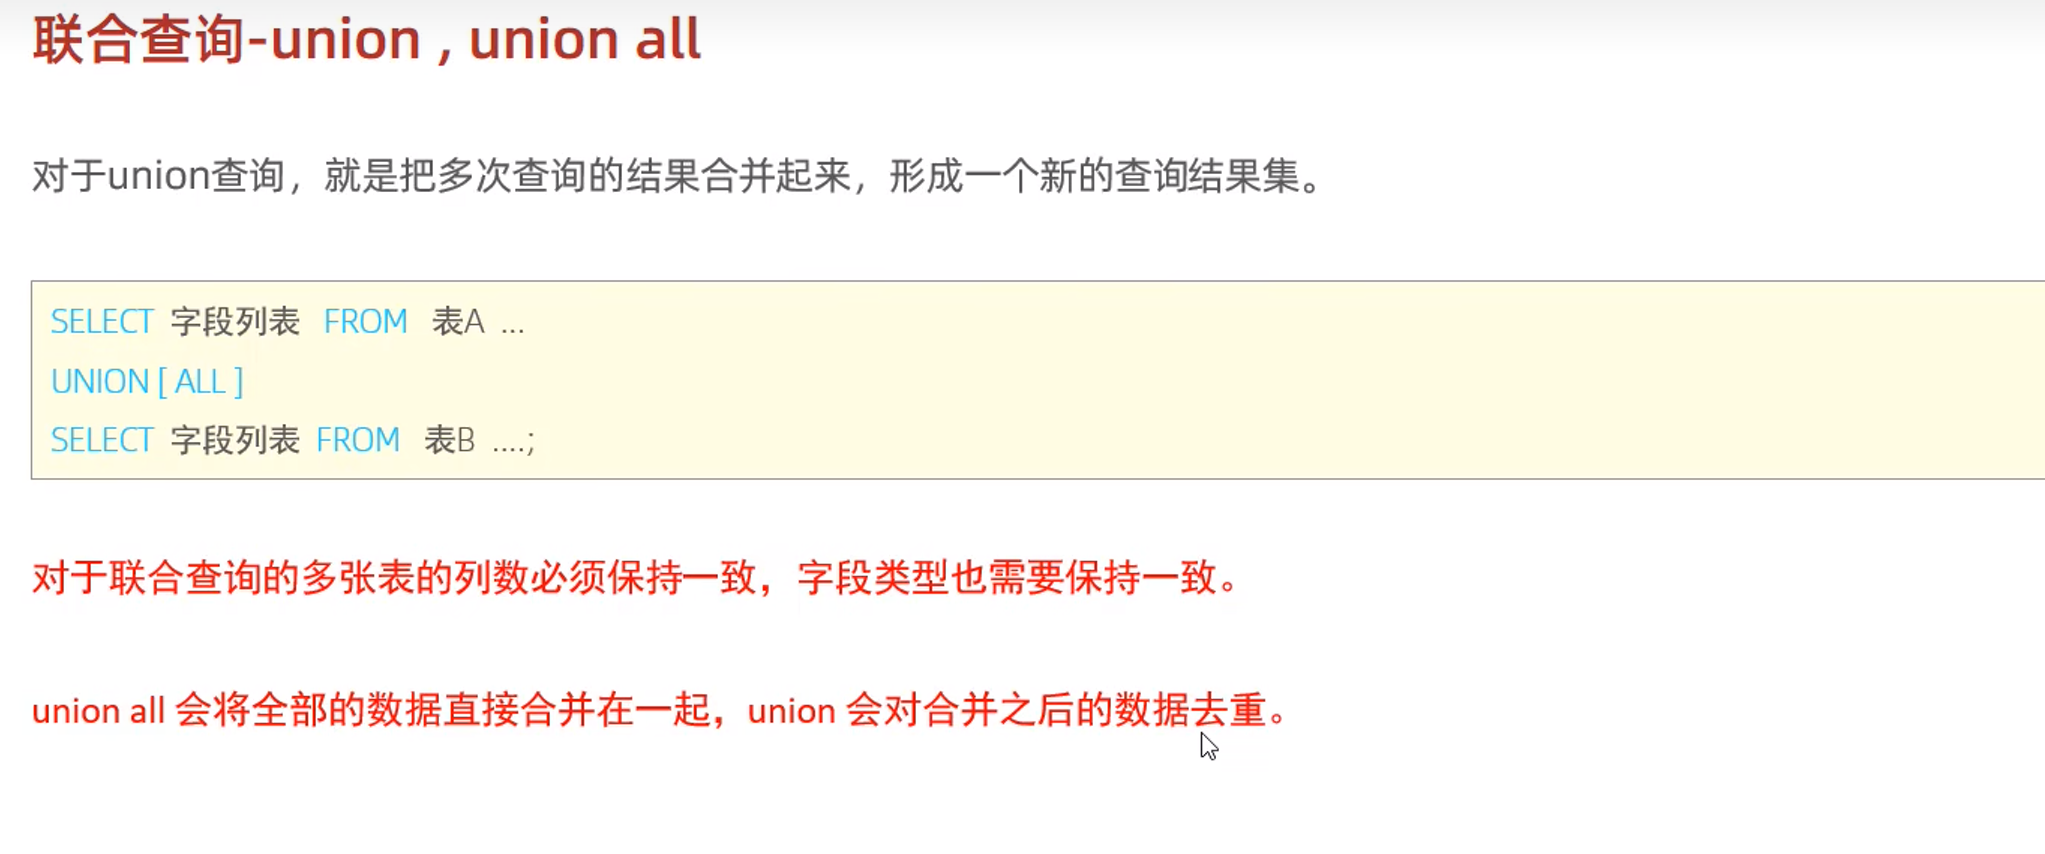 联合查询-union , union all
对于union查询，就是把多次查询的结果合并起来，形成一个新的查询结果集。
SELECT 字段列表 FROM 表A ...
UNION [ ALL ]
SELECT 字段列表 FROM 表B ....;
对于联合查询的多张表的列数必须保持一致，字段类型也需要保持一致。
union all 会将全部的数据直接合并在一起，union 会对合并之后的数据去重。